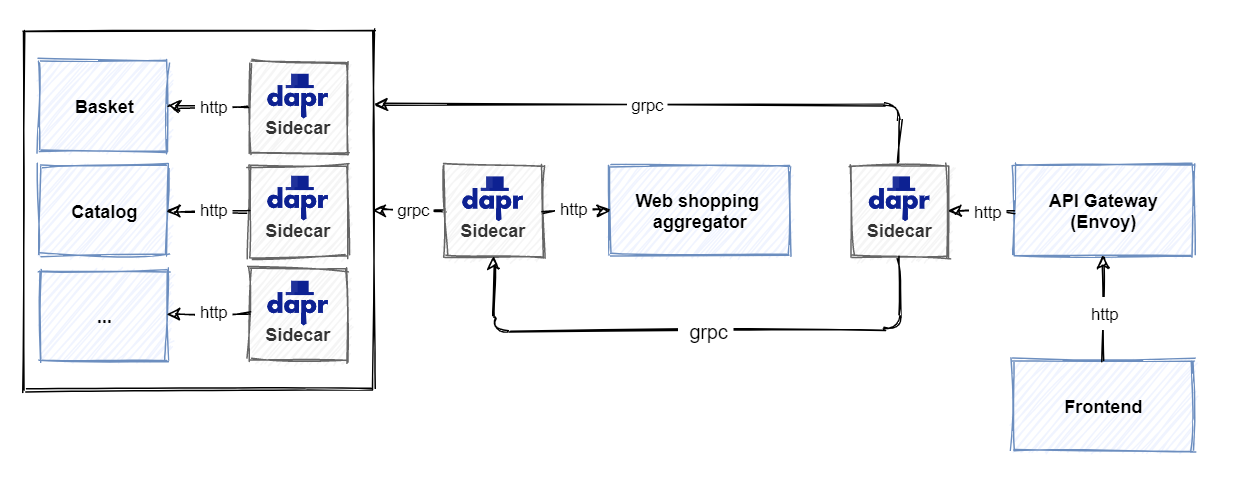 Basket
http
dapr
Sidecar
grpc
Catalog
http
dapr
Sidecar
grpc
dapr
Sidecar
http
Web shopping
aggregator
dapr
Sidecar
http
API Gateway
(Envoy)
...
http
dapr
Sidecar
grpc
http
Frontend